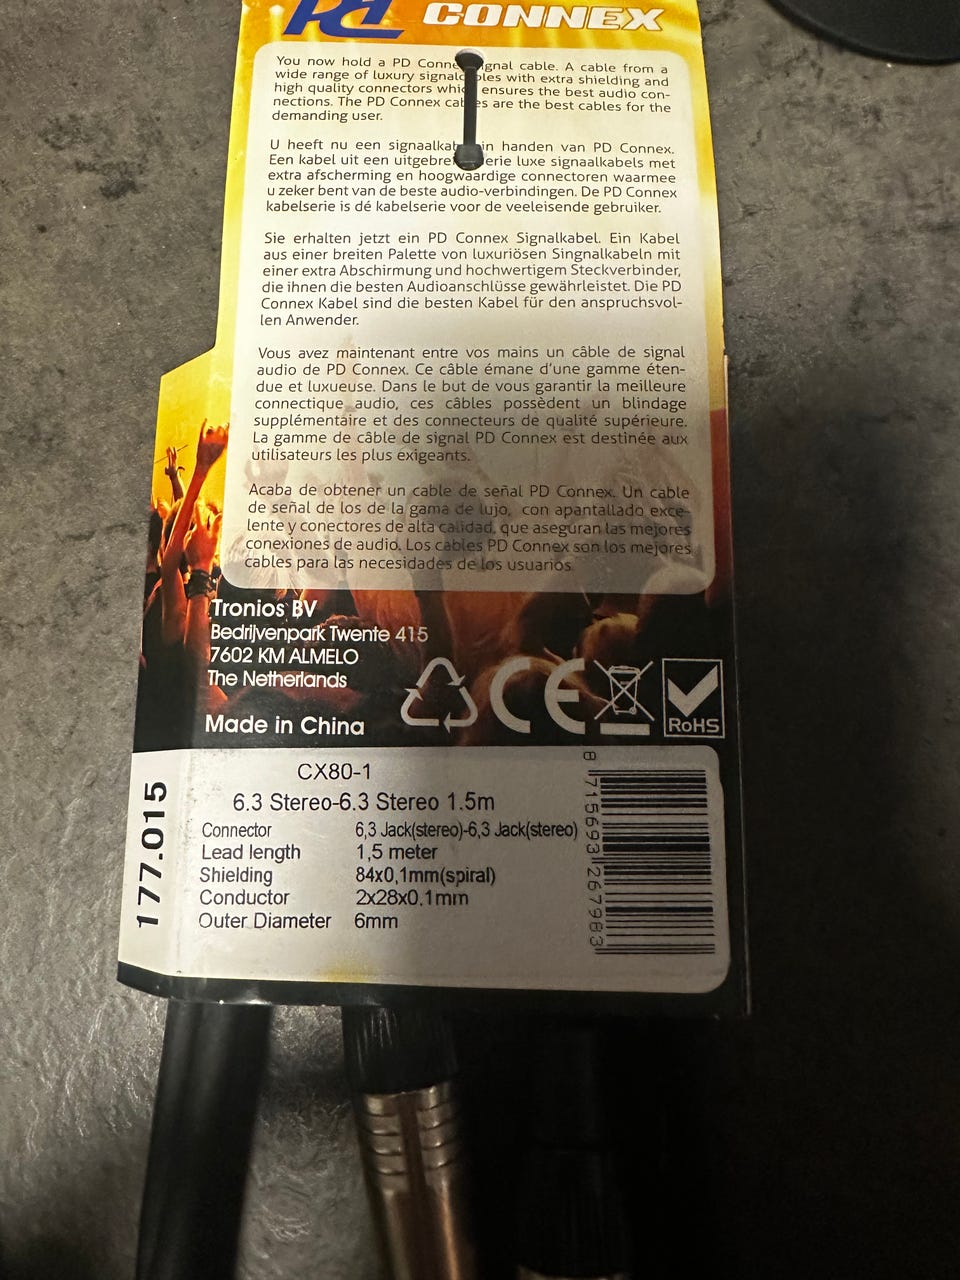 PD CONNEX
You now hold a PD Conne ignal cable. A cable from a
wide range of luxury signalc bles with extra shielding and
high quality connectors whic ensures the best audio con-
nections. The PD Connex cab es are the best cables for the
demanding user.
U heeft nu een signaalkab in handen van PD Connex.
Een kabel uit een uitgebrei erie luxe signaalkabels met
extra afscherming en hoogwaardige connectoren waarmee
u zeker bent van de beste audio-verbindingen. De PD Connex
kabelserie is dé kabelserie voor de veeleisende gebruiker.
Sie erhalten jetzt ein PD Connex Signalkabel. Ein Kabel
aus einer breiten Palette von luxuriösen Singnalkabeln mit
einer extra Abschirmung und hochwertigem Steckverbinder,
die ihnen die besten Audioanschlüsse gewährleistet. Die PD
Connex Kabel sind die besten Kabel für den anspruchsvol-
len Anwender.
Vous avez maintenant entre vos mains un câble de signal
audio de PD Connex. Ce câble émane d'une gamme éten-
due et luxueuse. Dans le but de vous garantir la meilleure
connectique audio, ces câbles possèdent un blindage
supplémentaire et des connecteurs de qualité supérieure.
La gamme de câble de signal PD Connex est destinée aux
utilisateurs les plus exigeants.
Acaba de obtener un cable de señal PD Connex. Un cable
de señal de los de la gama de lujo, con apantallado exce-
lente y conectores de alta calidad, que aseguran las mejores
conexiones de audio. Los cables PD Connex son los mejores
cables para las necesidades de los usuarios.
Tronios BV
Bedrijvenpark Twente 415
7602 KM ALMELO
The Netherlands
Made in China
CE
RoHS
177.015
CX80-1
6.3 Stereo-6.3 Stereo 1.5m
Connector 6,3 Jack(stereo)-6,3 Jack(stereo)
Lead length 1,5 meter
Shielding 84x0,1mm(spiral)
Conductor 2x28x0,1mm
Outer Diameter 6mm
8 715693 267983